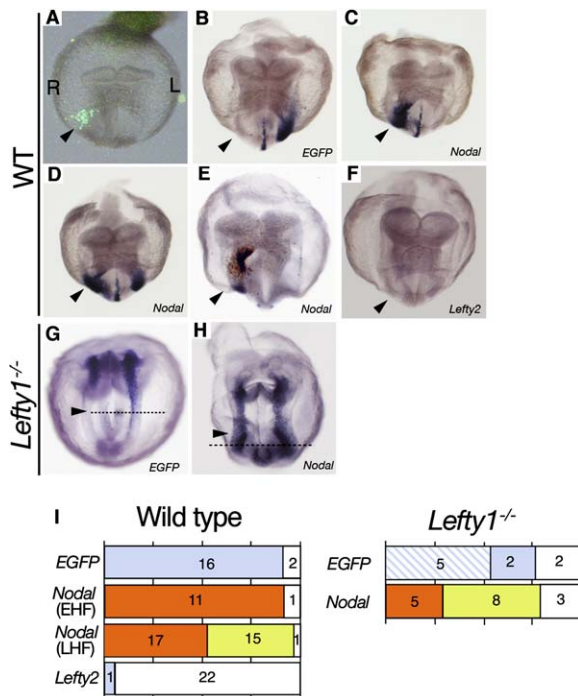 A
B
C
R
L
EGFP
Nodal
WT
D
E
F
Nodal
Nodal
Lefty2
G
H
Lefty1-/-
EGFP
Nodal
I
Wild type
Lefty1-/-
EGFP
16
2
EGFP
5
2
2
Nodal
(EHF)
11
1
Nodal
5
8
3
Nodal
(LHF)
17
15
1
Lefty2
1
22